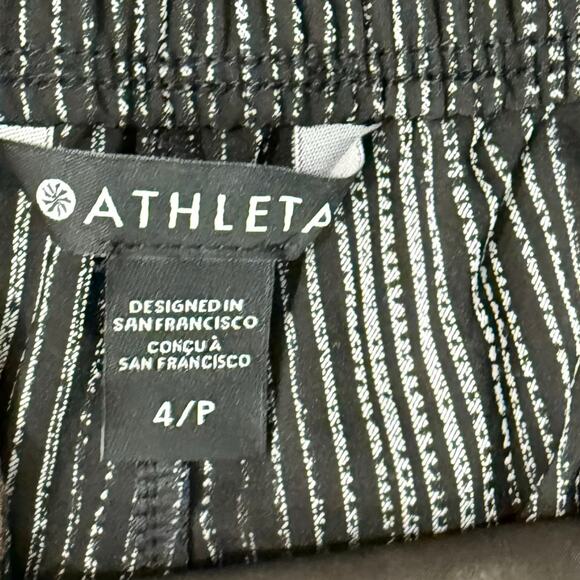 ATHLETA
DESIGNED IN
SAN FRANCISCO
CONÇU À
SAN FRANCISCO
4/P